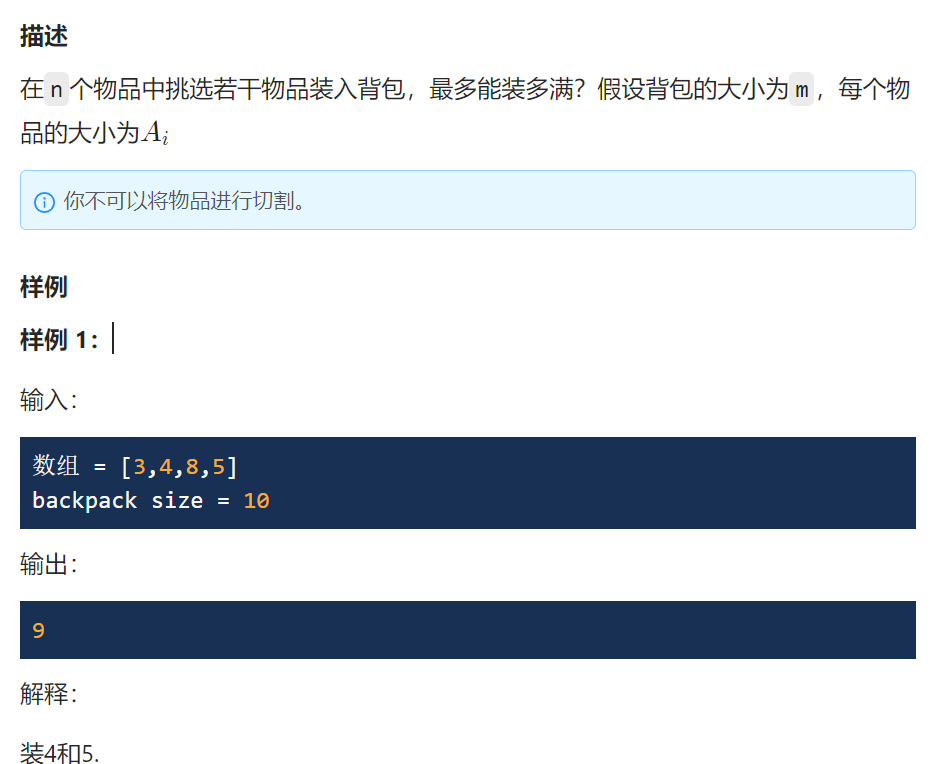 描述
在 n 个物品中挑选若干物品装入背包，最多能装多满？假设背包的大小为 m ，每个物
品的大小为A_i
你不可以将物品进行切割。
样例
样例 1：
输入：
数组 = [3,4,8,5]
backpack size = 10
输出：
9
解释：
装4和5.